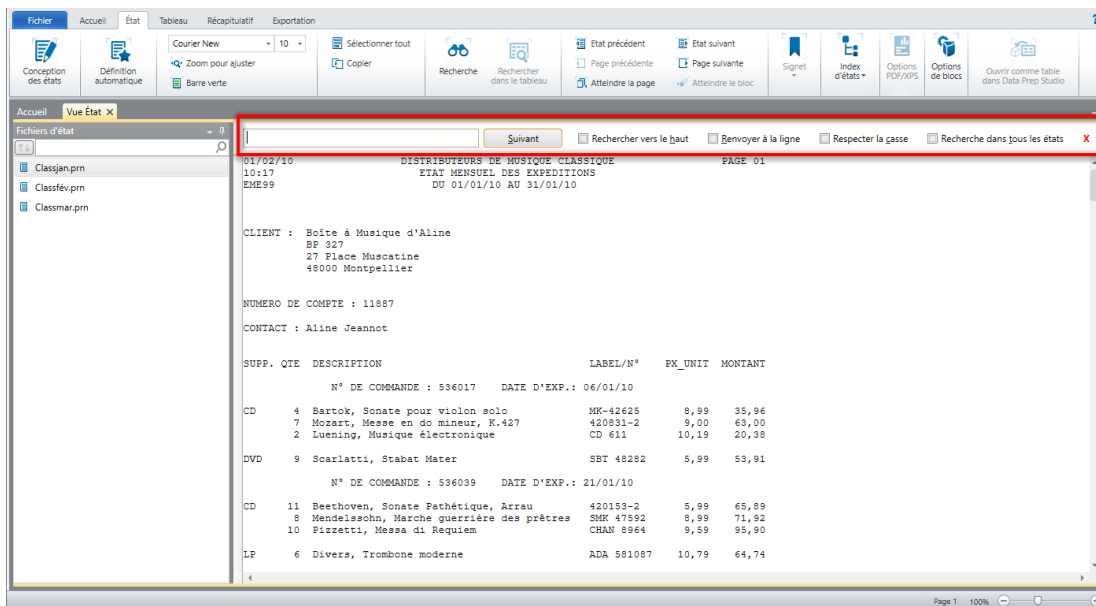 Fichier Accueil État Tableau Récapitulatif Exportation
Conception des états
Définition automatique
Courier New 10
Zoom pour ajuster
Barre verte
Sélectionner tout
Copier
Recherche
Rechercher dans le tableau
Etat précédent
Page précédente
Atteindre la page
Etat suivant
Page suivante
Atteindre le bloc
Signet
Index d'états
Options PDF/XPS
Options de blocs
Ouvrir comme table dans Data Prep Studio
Accueil Vue État X
Fichiers d'état
Classjan.prn
Classfév.prn
Classmar.prn
Suivant Rechercher vers le haut Renvoyer à la ligne Respecter la casse Recherche dans tous les états X
01/02/10 DISTRIBUTEURS DE MUSIQUE CLASSIQUE PAGE 01
10:17 ETAT MENSUEL DES EXPEDITIONS
EME99 DU 01/01/10 AU 31/01/10
CLIENT : Boîte à Musique d'Aline
BP 327
27 Place Muscatine
48000 Montpellier
NUMERO DE COMPTE : 11887
CONTACT : Aline Jeannot
SUPP. QTE DESCRIPTION LABEL/N° PX_UNIT MONTANT
N° DE COMMANDE : 536017 DATE D'EXP.: 06/01/10
CD 4 Bartok, Sonate pour violon solo MK-42625 8,99 35,96
7 Mozart, Messe en do mineur, K.427 420831-2 9,00 63,00
2 Luening, Musique électronique CD 611 10,19 20,38
DVD 9 Scarlatti, Stabat Mater SBT 48282 5,99 53,91
N° DE COMMANDE : 536039 DATE D'EXP.: 21/01/10
CD 11 Beethoven, Sonate Pathétique, Arrau 420153-2 5,99 65,89
8 Mendelssohn, Marche guerrière des prêtres SMK 47592 8,99 71,92
10 Pizzetti, Messa di Requiem CHAN 8964 9,59 95,90
LP 6 Divers, Trombone moderne ADA 581087 10,79 64,74
Page 1 100%